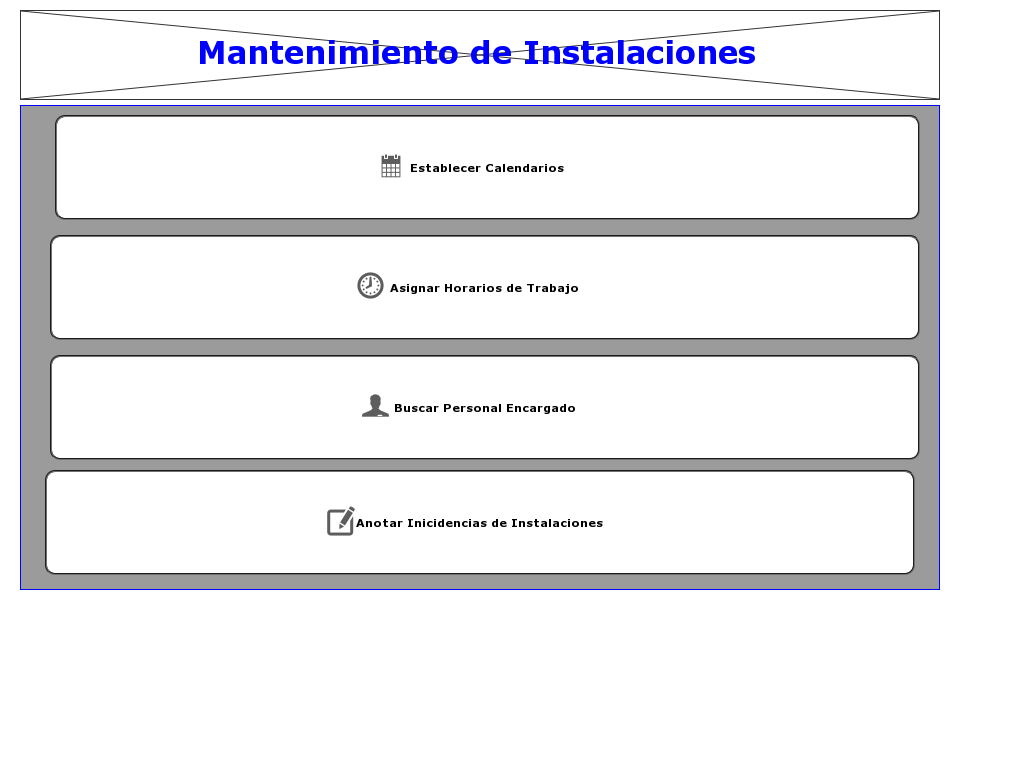 Mantenimiento de Instalaciones
Establecer Calendarios
Asignar Horarios de Trabajo
Buscar Personal Encargado
Anotar Inicidencias de Instalaciones